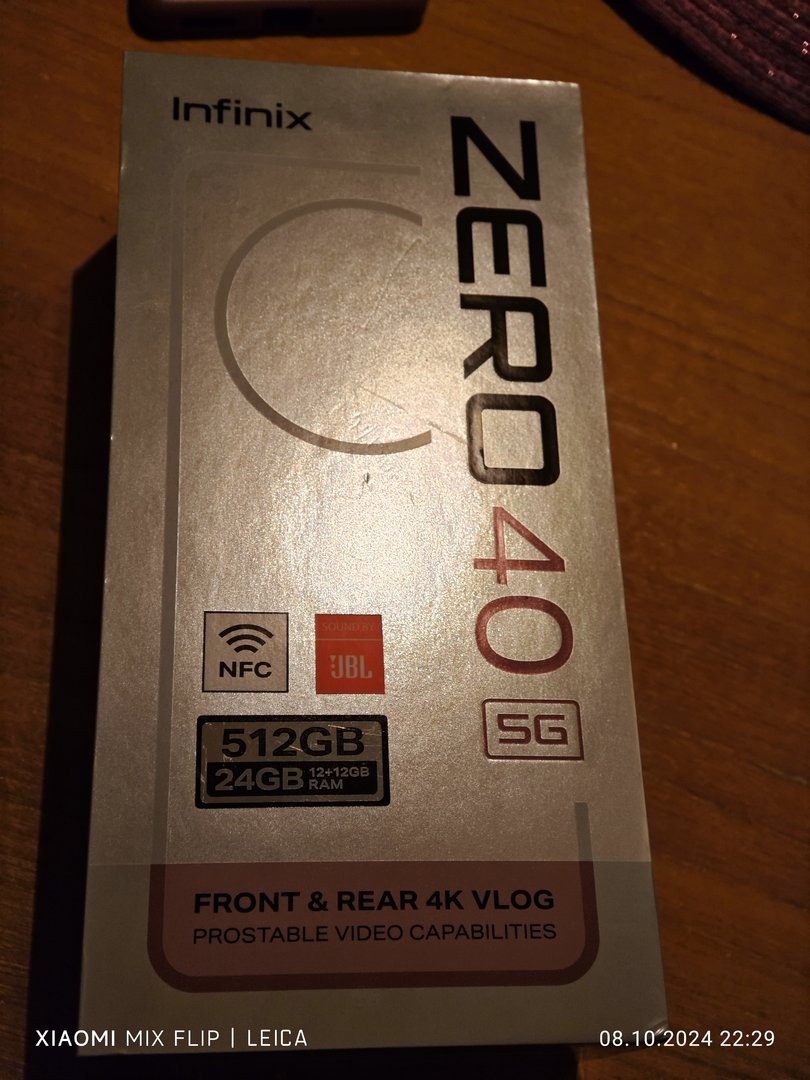 Infinix
ZERO 40
5G
NFC
SOUND BY
JBL
512GB
24GB 12+12GB RAM
FRONT & REAR 4K VLOG
PROSTABLE VIDEO CAPABILITIES
XIAOMI MIX FLIP | LEICA
08.10.2024 22:29